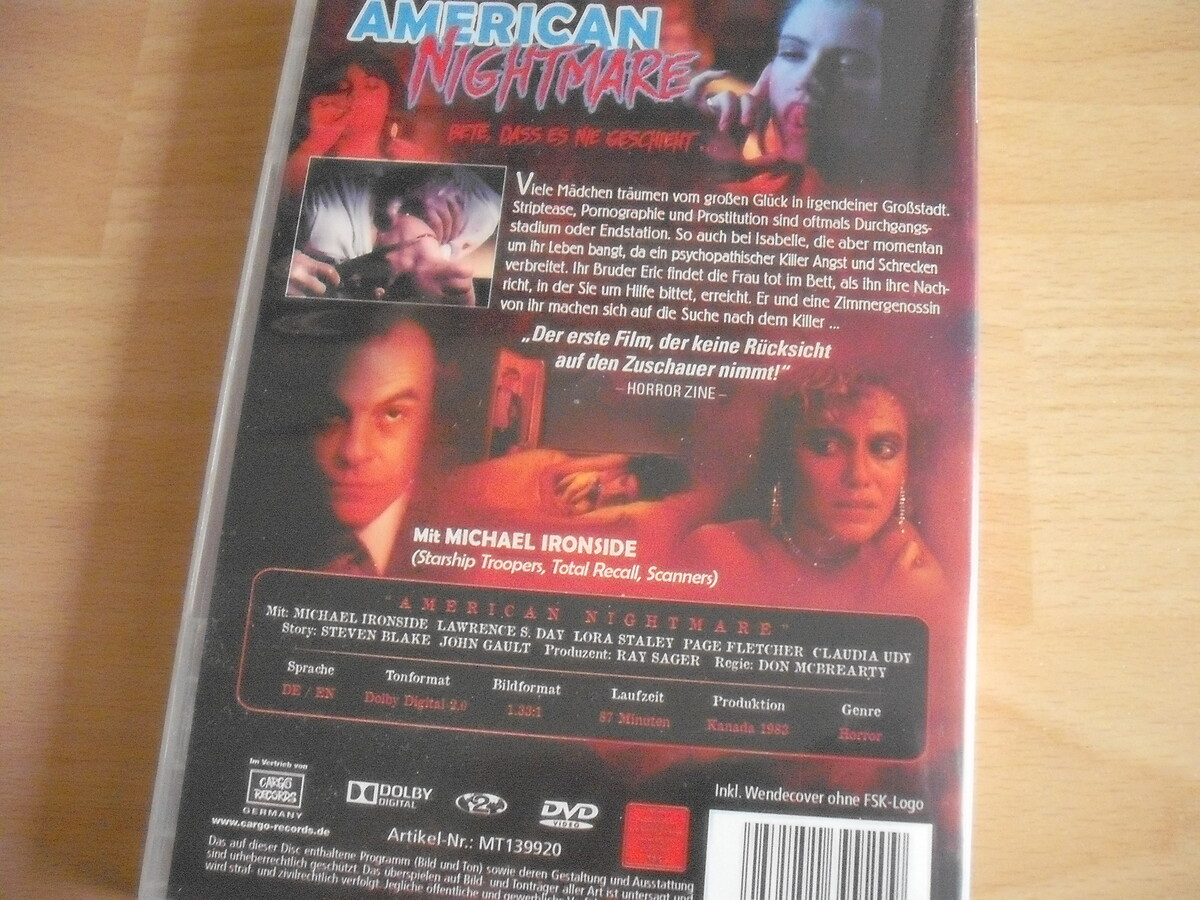 AMERICAN
NIGHTMARE
BETE, DASS ES NIE GESCHIEHT...
Viele Mädchen träumen vom großen Glück in irgendeiner Großstadt.
Striptease, Pornographie und Prostitution sind oftmals Durchgangs-
stadium oder Endstation. So auch bei Isabelle, die aber momentan
um ihr Leben bangt, da ein psychopathischer Killer Angst und Schrecken
verbreitet. Ihr Bruder Eric findet die Frau tot im Bett, als ihn ihre Nach-
richt, in der Sie um Hilfe bittet, erreicht. Er und eine Zimmergenossin
von ihr machen sich auf die Suche nach dem Killer ...
„Der erste Film, der keine Rücksicht
auf den Zuschauer nimmt!“
– HORROR ZINE –
Mit MICHAEL IRONSIDE
(Starship Troopers, Total Recall, Scanners)
"AMERICAN NIGHTMARE"
Mit: MICHAEL IRONSIDE LAWRENCE S. DAY LORA STALEY PAGE FLETCHER CLAUDIA UDY
Story: STEVEN BLAKE JOHN GAULT Produzent: RAY SAGER Regie: DON MCBREARTY
Sprache Tonformat Bildformat Laufzeit Produktion Genre
DE / EN Dolby Digital 2.0 1.33:1 87 Minuten Kanada 1983 Horror
Im Vertrieb von
CARGO
RECORDS
GERMANY
www.cargo-records.de
DOLBY
DIGITAL
2
DVD
VIDEO
Inkl. Wendecover ohne FSK-Logo
Artikel-Nr.: MT139920
Das auf dieser Disc enthaltene Programm (Bild und Ton) sowie deren Gestaltung und Ausstattung
sind urheberrechtlich geschützt. Das überspielen auf Bild- und Tonträger aller Art ist untersagt und
wird straf- und zivilrechtlich verfolgt. Jegliche öffentliche und gewerbliche